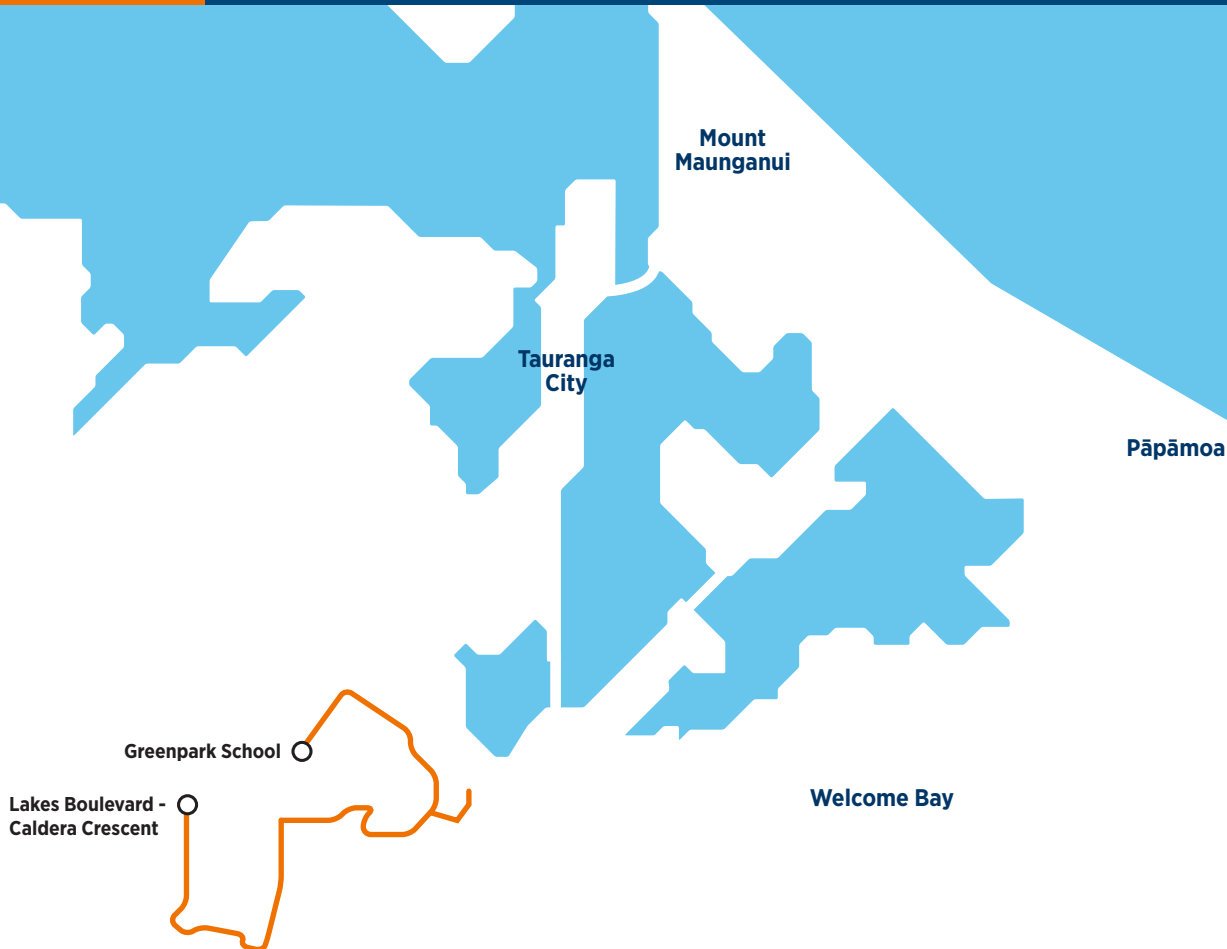 Mount
Maunganui
Tauranga
City
Pāpāmoa
Greenpark School
Lakes Boulevard -
Caldera Crescent
Welcome Bay